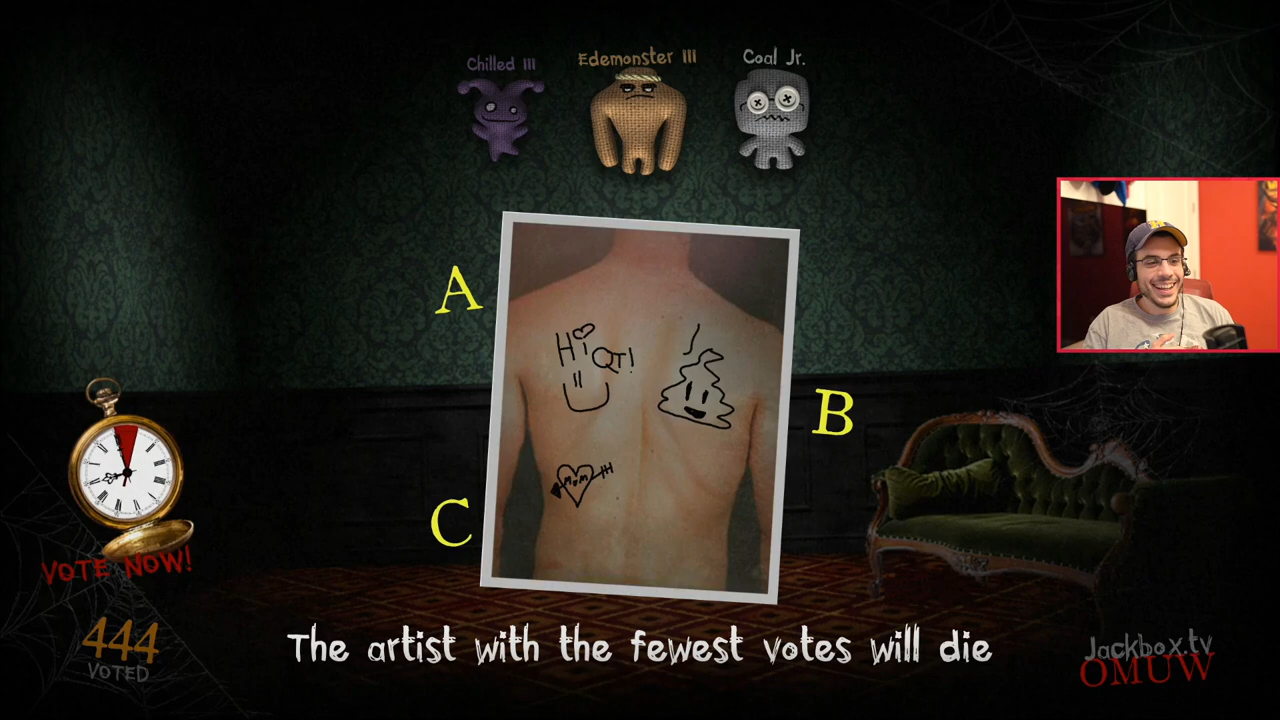 Chilled III
Edemonster III
Coal Jr.
A
Hi QT!
B
MOM
C
VOTE NOW!
444
VOTED
The artist with the fewest votes will die
Jackbox.tv
OMUW